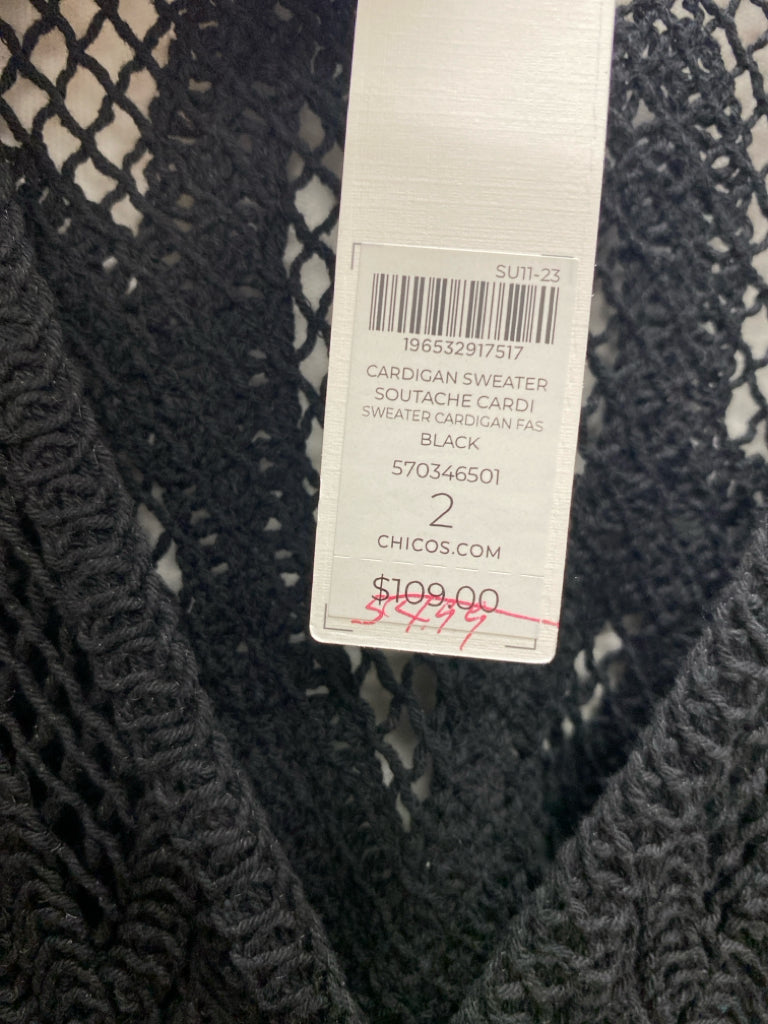 SU11-23
196532917517
CARDIGAN SWEATER
SOUTACHE CARDI
SWEATER CARDIGAN FAS
BLACK
570346501
2
CHICOS.COM
$109.00
54.99